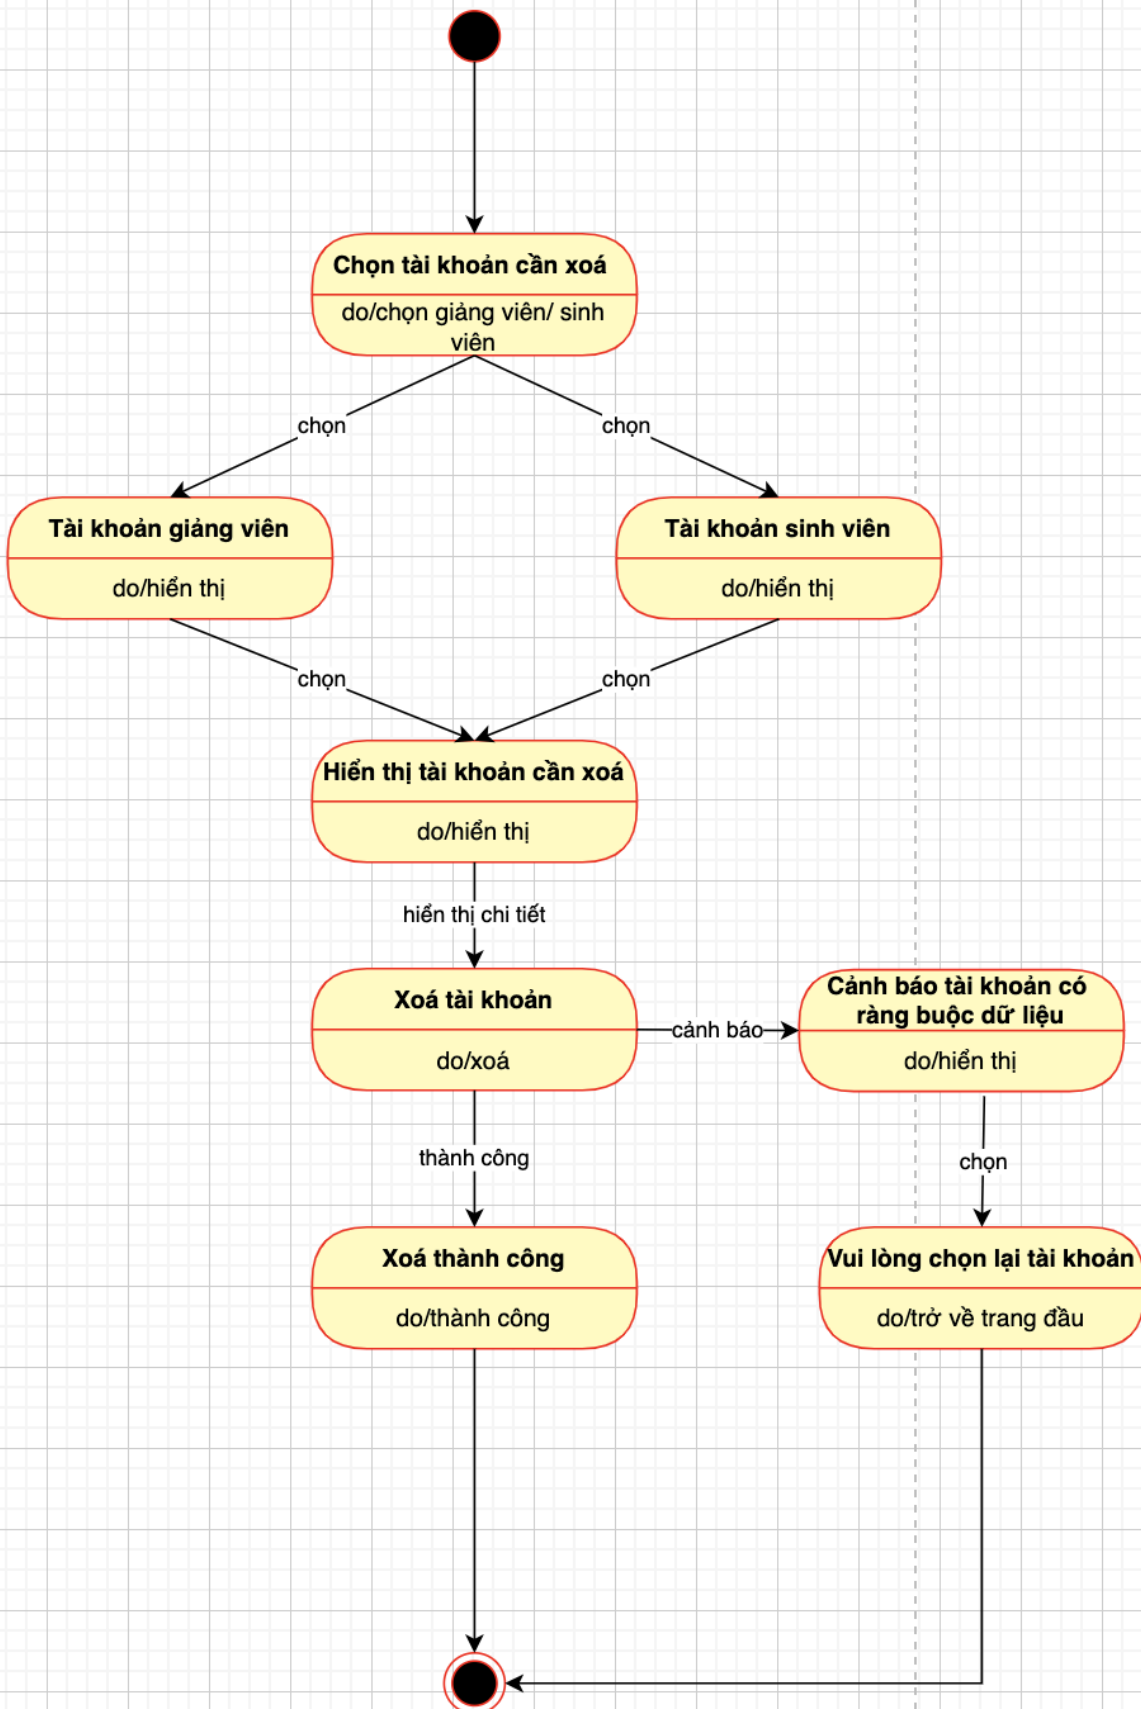 Chọn tài khoản cần xoá
do/chọn giảng viên/ sinh
viên
chọn
chọn
Tài khoản giảng viên
do/hiển thị
Tài khoản sinh viên
do/hiển thị
chọn
chọn
Hiển thị tài khoản cần xoá
do/hiển thị
hiển thị chi tiết
Xoá tài khoản
do/xoá
cảnh báo
Cảnh báo tài khoản có
ràng buộc dữ liệu
do/hiển thị
thành công
chọn
Xoá thành công
do/thành công
Vui lòng chọn lại tài khoản
do/trở về trang đầu